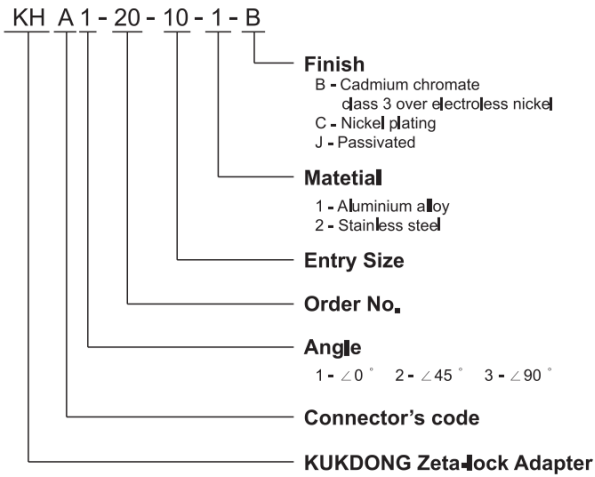 KH A 1 - 20 - 10 - 1 - B
Finish
B - Cadmium chromate
class 3 over electroless nickel
C - Nickel plating
J - Passivated
Matetial
1 - Aluminium alloy
2 - Stainless steel
Entry Size
Order No.
Angle
1 - ∠0° 2 - ∠45° 3 - ∠90°
Connector's code
KUKDONG Zeta-lock Adapter